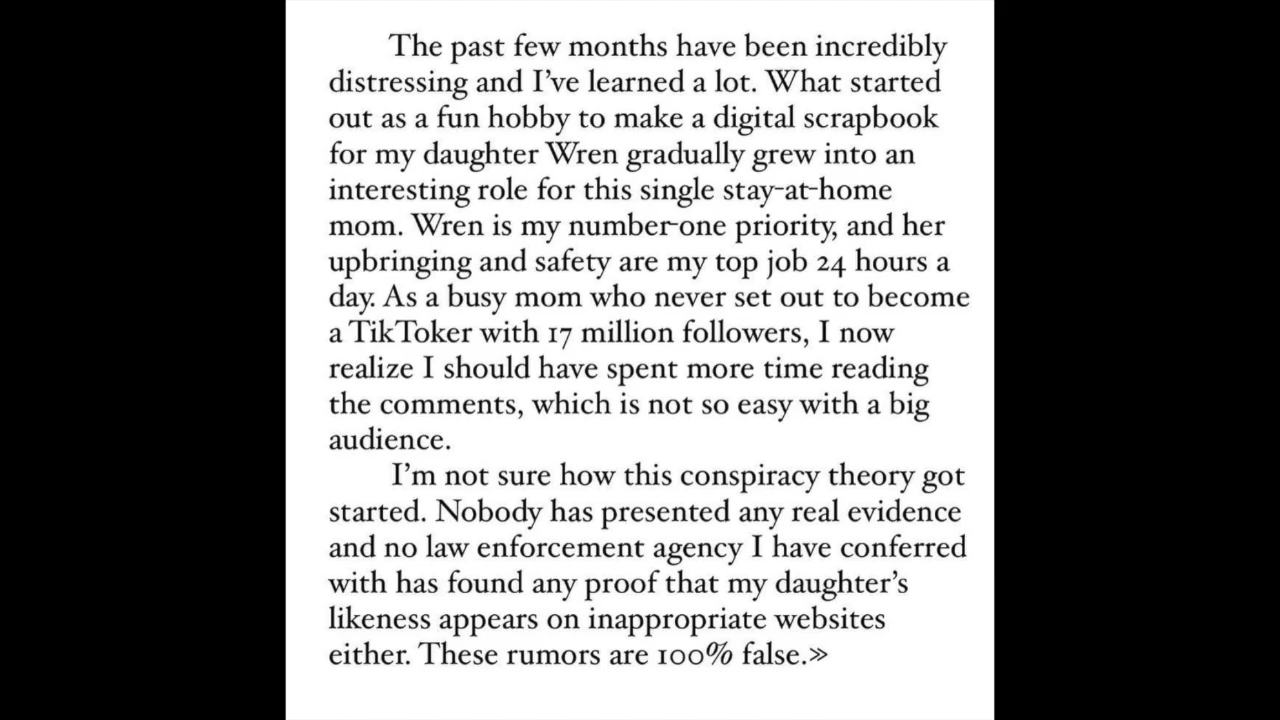 The past few months have been incredibly
distressing and I've learned a lot. What started
out as a fun hobby to make a digital scrapbook
for my daughter Wren gradually grew into an
interesting role for this single stay-at-home
mom. Wren is my number-one priority, and her
upbringing and safety are my top job 24 hours a
day. As a busy mom who never set out to become
a TikToker with 17 million followers, I now
realize I should have spent more time reading
the comments, which is not so easy with a big
audience.
I'm not sure how this conspiracy theory got
started. Nobody has presented any real evidence
and no law enforcement agency I have conferred
with has found any proof that my daughter's
likeness appears on inappropriate websites
either. These rumors are 100% false.»